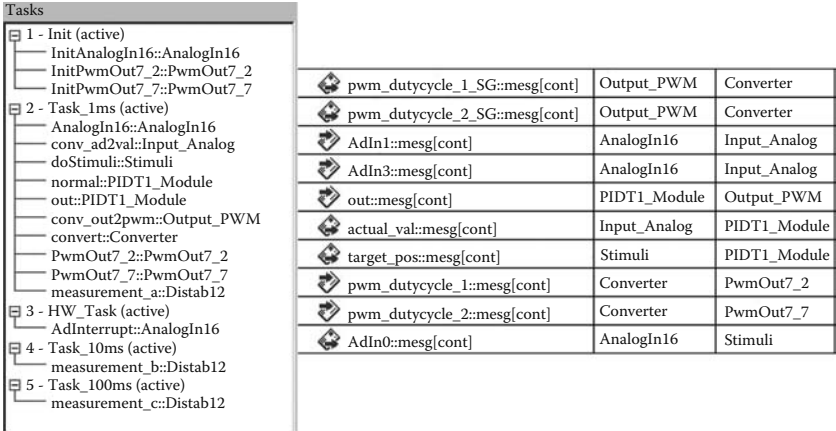 Tasks
1 - Init (active)
InitAnalogIn16::AnalogIn16
InitPwmOut7_2::PwmOut7_2
InitPwmOut7_7::PwmOut7_7
2 - Task_1ms (active)
AnalogIn16::AnalogIn16
conv_ad2val::Input_Analog
doStimuli::Stimuli
normal::PIDT1_Module
out::PIDT1_Module
conv_out2pwm::Output_PWM
convert::Converter
PwmOut7_2::PwmOut7_2
PwmOut7_7::PwmOut7_7
measurement_a::Distab12
3 - HW_Task (active)
AdInterrupt::AnalogIn16
4 - Task_10ms (active)
measurement_b::Distab12
5 - Task_100ms (active)
measurement_c::Distab12
pwm_dutycycle_1_SG::mesg[cont] Output_PWM Converter
pwm_dutycycle_2_SG::mesg[cont] Output_PWM Converter
AdIn1::mesg[cont] AnalogIn16 Input_Analog
AdIn3::mesg[cont] AnalogIn16 Input_Analog
out::mesg[cont] PIDT1_Module Output_PWM
actual_val::mesg[cont] Input_Analog PIDT1_Module
target_pos::mesg[cont] Stimuli PIDT1_Module
pwm_dutycycle_1::mesg[cont] Converter PwmOut7_2
pwm_dutycycle_2::mesg[cont] Converter PwmOut7_7
AdIn0::mesg[cont] AnalogIn16 Stimuli